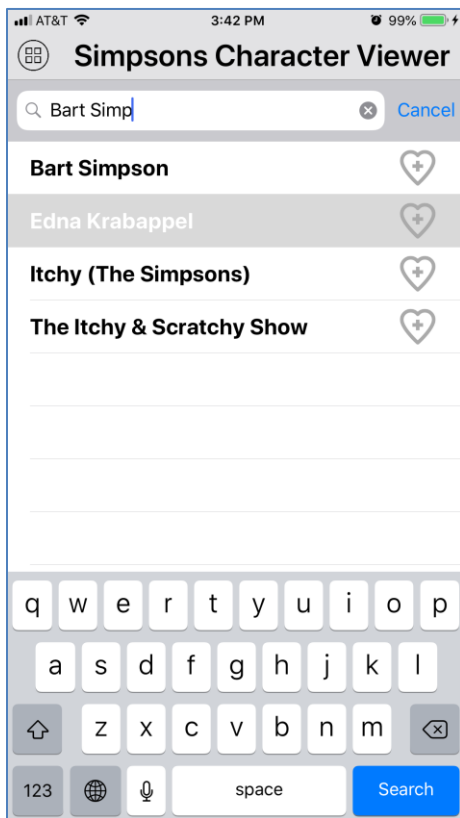 AT&T 3:42 PM 99%
Simpsons Character Viewer
Bart Simp Cancel
Bart Simpson
Edna Krabappel
Itchy (The Simpsons)
The Itchy & Scratchy Show
q w e r t y u i o p
a s d f g h j k l
z x c v b n m
123 space Search